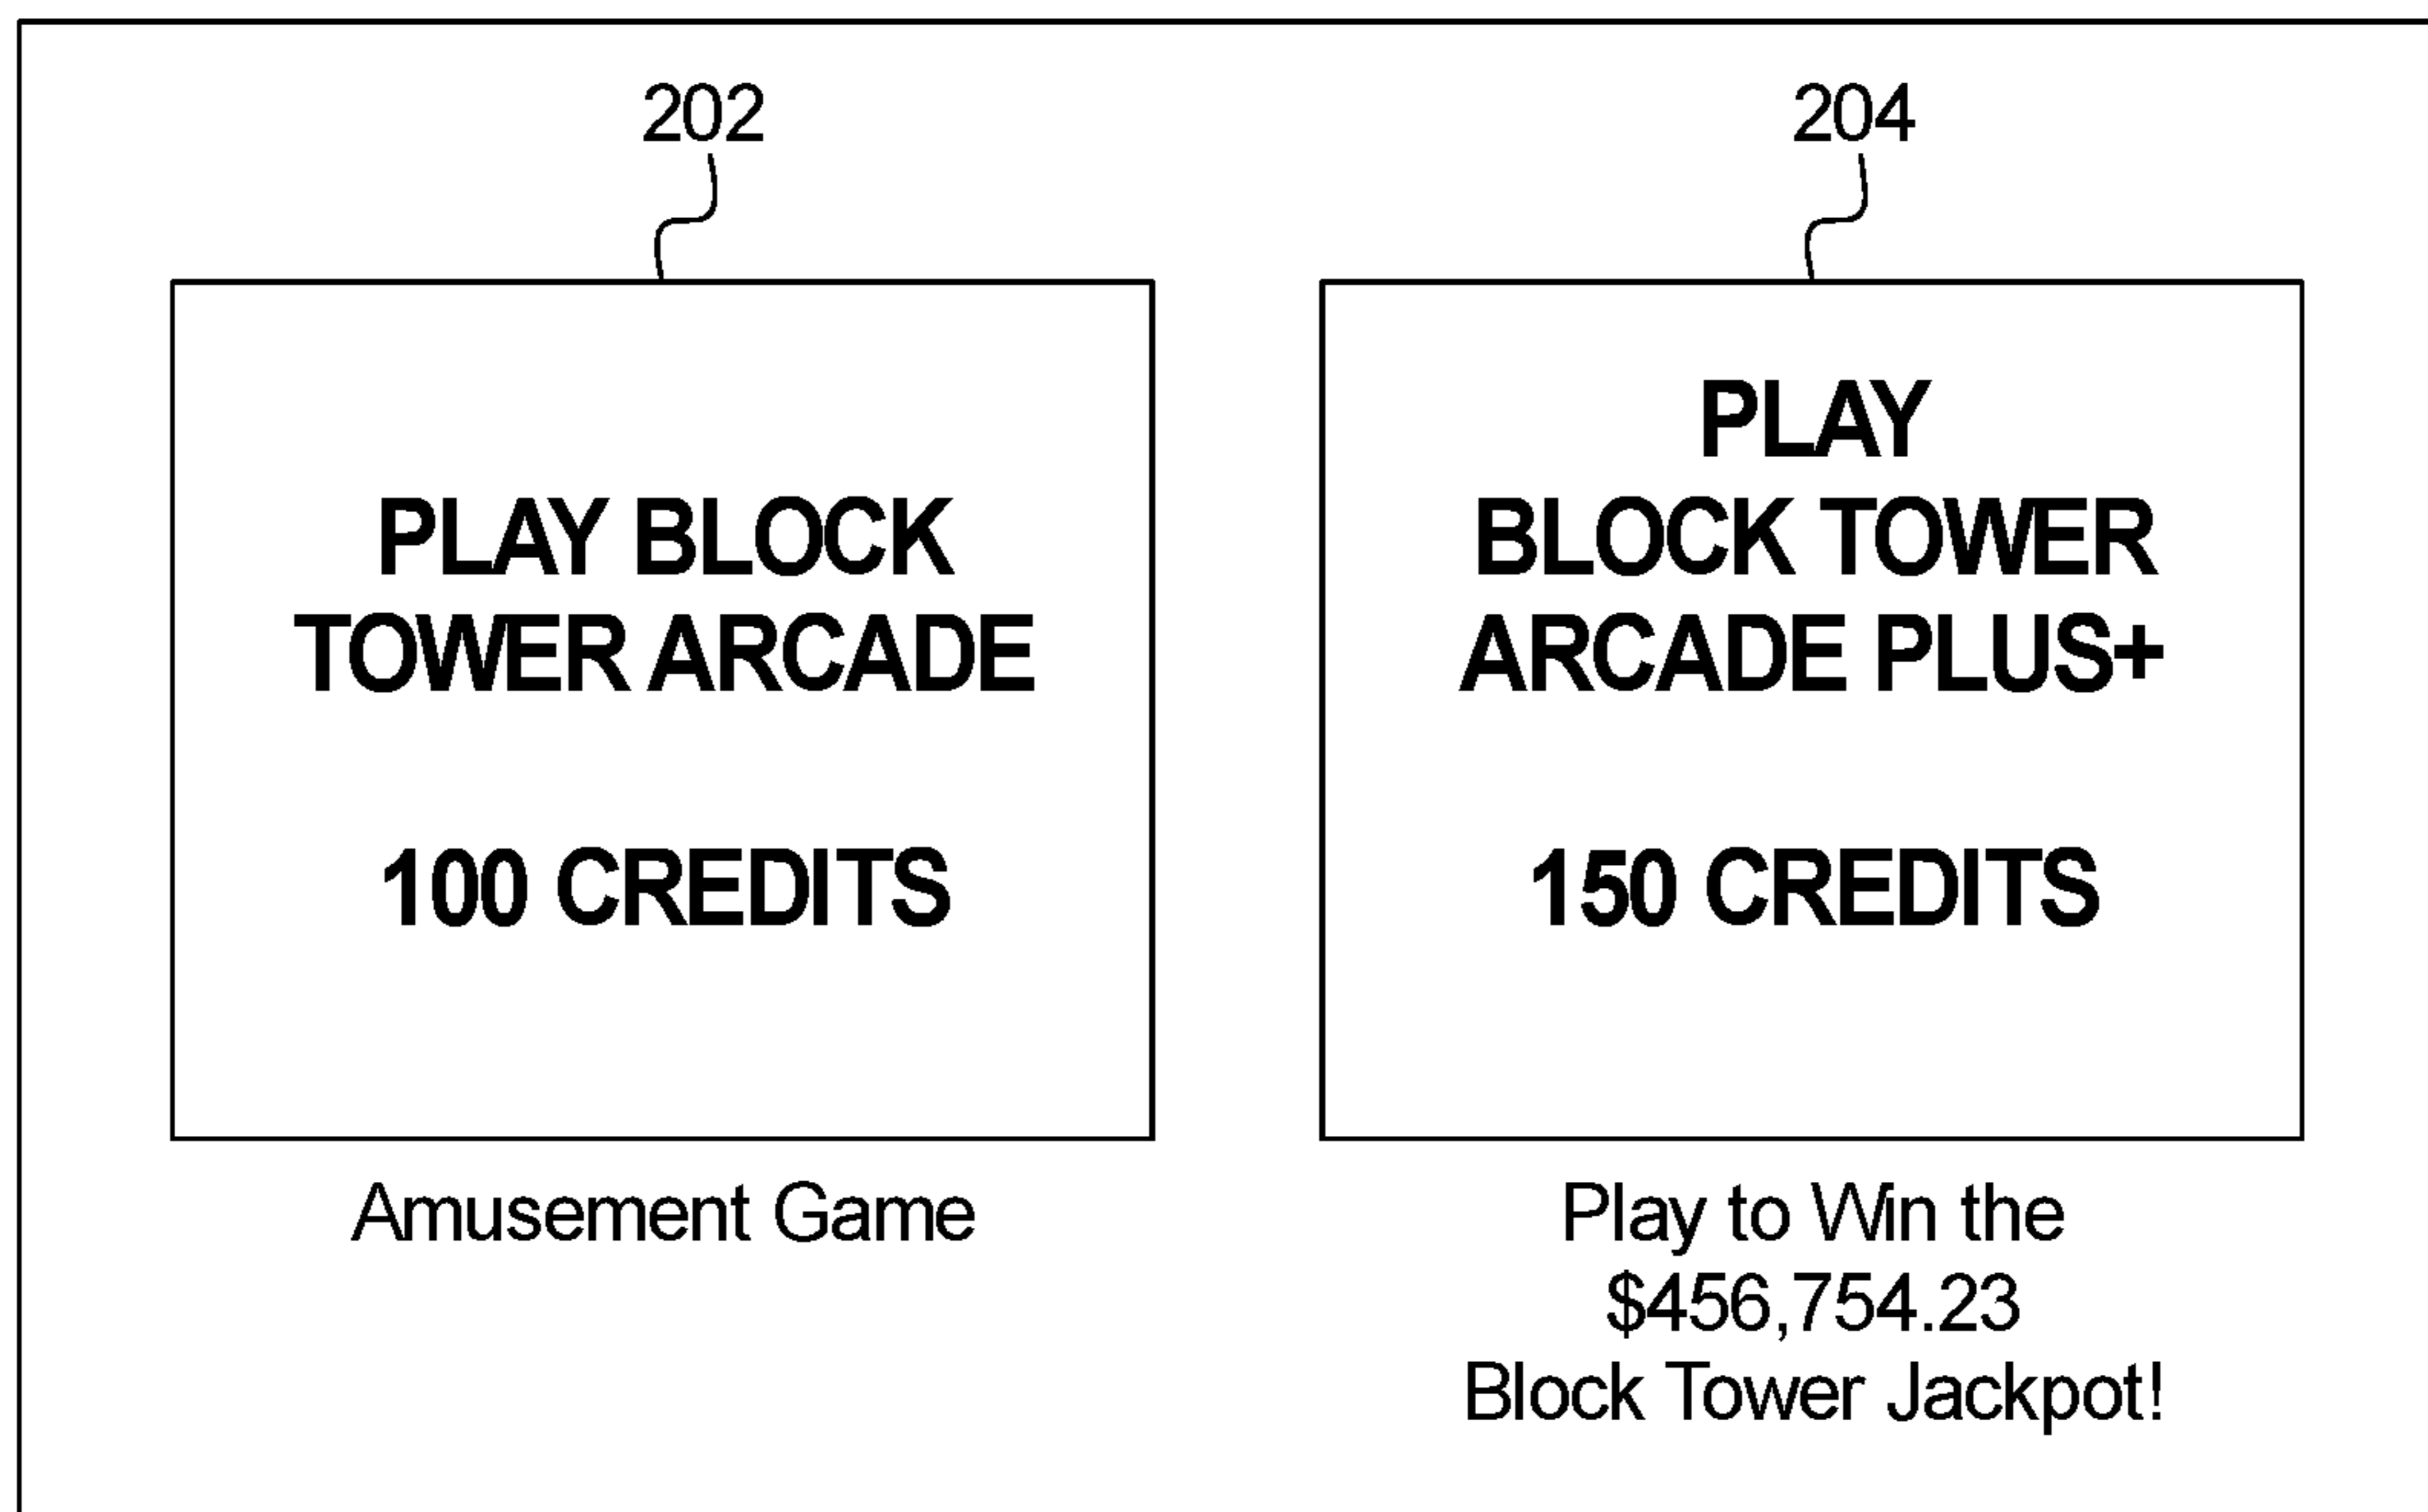 202
PLAY BLOCK
TOWER ARCADE
100 CREDITS
Amusement Game
204
PLAY
BLOCK TOWER
ARCADE PLUS+
150 CREDITS
Play to Win the
$456,754.23
Block Tower Jackpot!